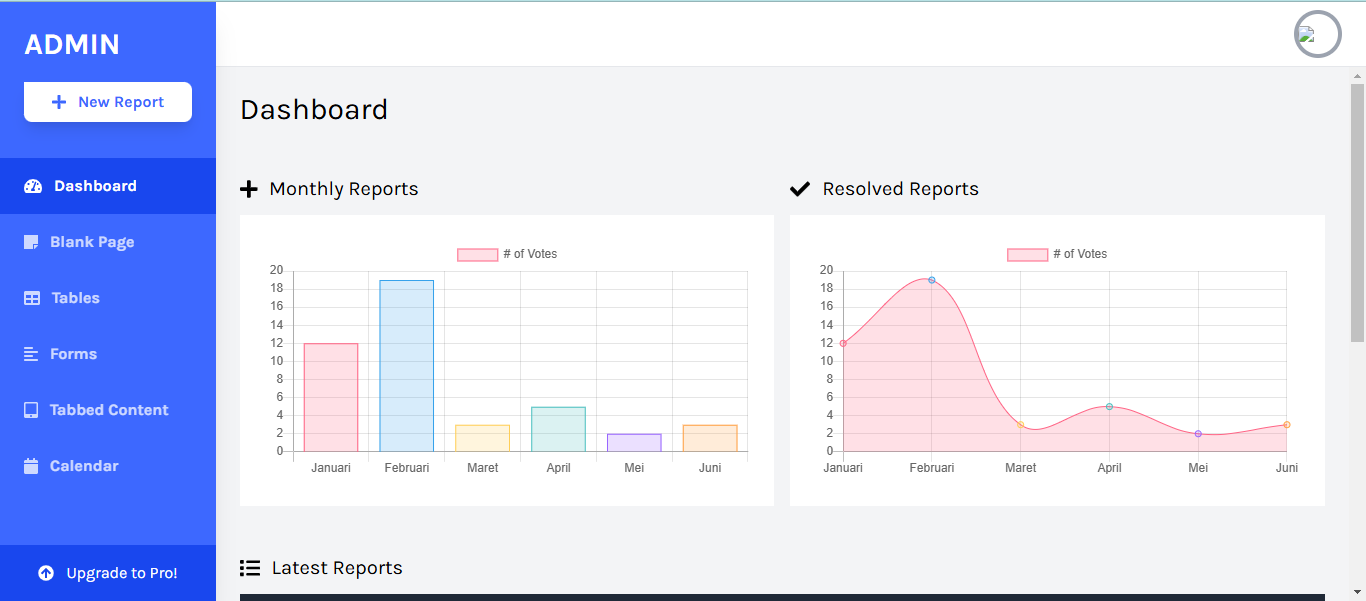 ADMIN
New Report
Dashboard
Blank Page
Tables
Forms
Tabbed Content
Calendar
Upgrade to Pro!
Dashboard
Monthly Reports
# of Votes
20
18
16
14
12
10
8
6
4
2
0
Januari Februari Maret April Mei Juni
Resolved Reports
# of Votes
20
18
16
14
12
10
8
6
4
2
0
Januari Februari Maret April Mei Juni
Latest Reports